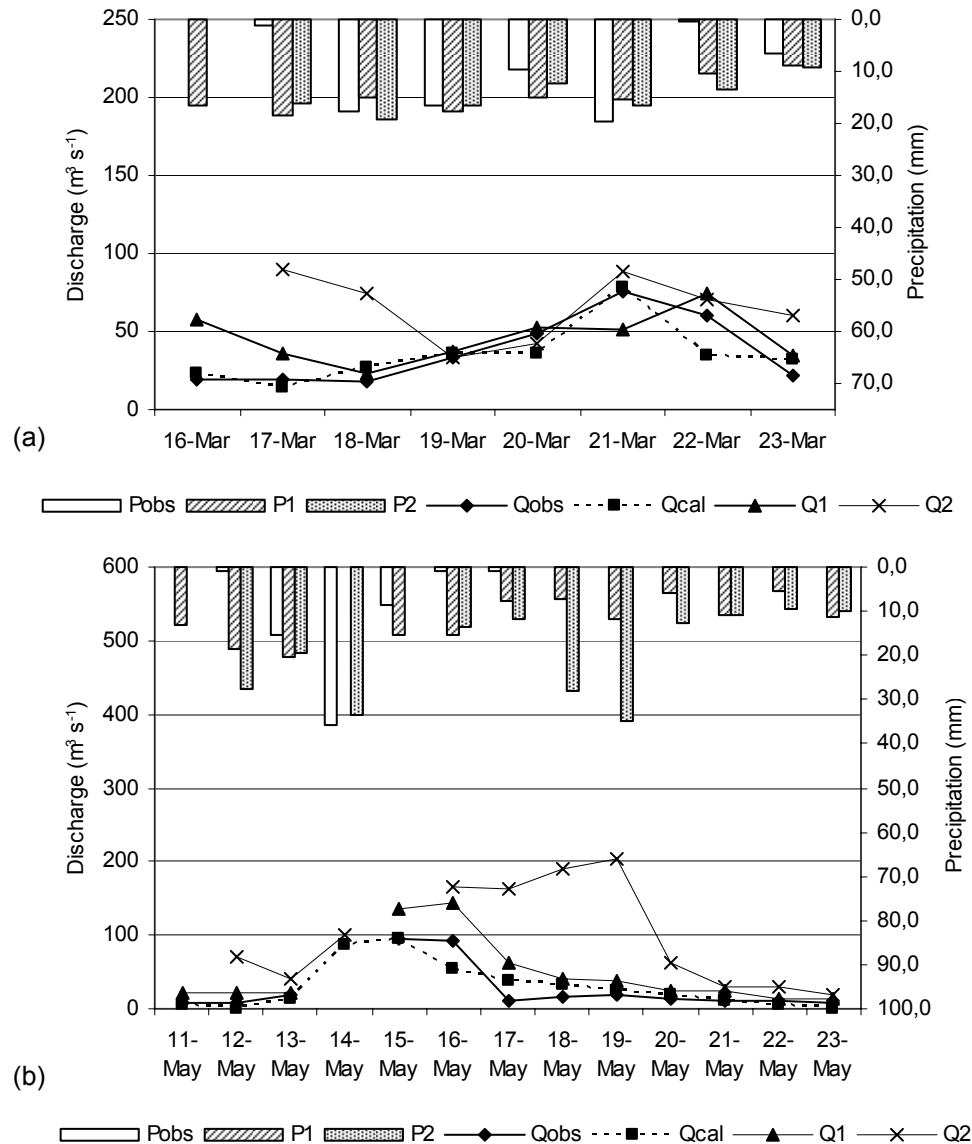 250
200
150
100
50
0
Discharge (m³ s-¹)
0,0
10,0
20,0
30,0
40,0
50,0
60,0
70,0
Precipitation (mm)
16-Mar 17-Mar 18-Mar 19-Mar 20-Mar 21-Mar 22-Mar 23-Mar
(a)
Pobs P1 P2 Qobs Qcal Q1 Q2
600
500
400
300
200
100
0
Discharge (m³ s-¹)
0,0
10,0
20,0
30,0
40,0
50,0
60,0
70,0
80,0
90,0
100,0
Precipitation (mm)
11- 12- 13- 14- 15- 16- 17- 18- 19- 20- 21- 22- 23-
May May May May May May May May May May May May May
(b)
Pobs P1 P2 Qobs Qcal Q1 Q2